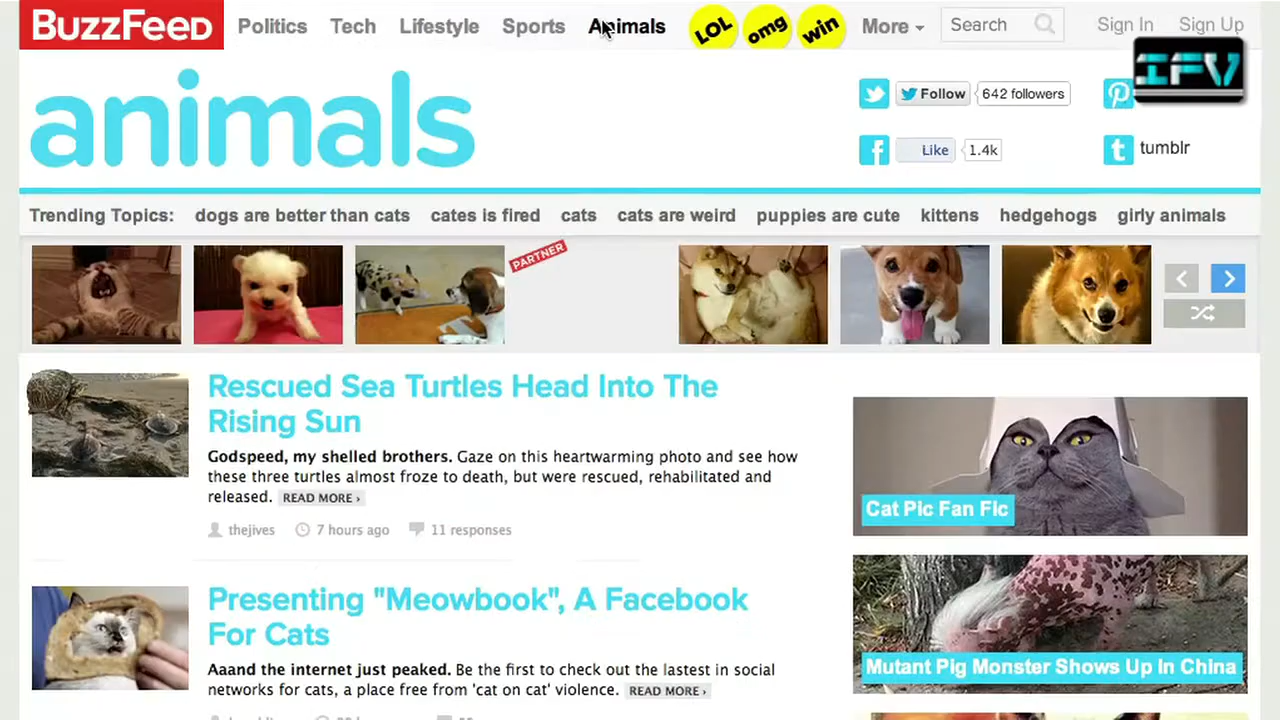 BuzzFeed Politics Tech Lifestyle Sports Animals LOL omg win More Search Sign In Sign Up
IFV
animals
Follow 642 followers
Like 1.4k tumblr
Trending Topics: dogs are better than cats cates is fired cats cats are weird puppies are cute kittens hedgehogs girly animals
PARTNER
Rescued Sea Turtles Head Into The
Rising Sun
Godspeed, my shelled brothers. Gaze on this heartwarming photo and see how
these three turtles almost froze to death, but were rescued, rehabilitated and
released. READ MORE ›
thejives 7 hours ago 11 responses
Cat Pic Fan Fic
Presenting "Meowbook", A Facebook
For Cats
Aaand the internet just peaked. Be the first to check out the lastest in social
networks for cats, a place free from 'cat on cat' violence. READ MORE ›
Mutant Pig Monster Shows Up In China